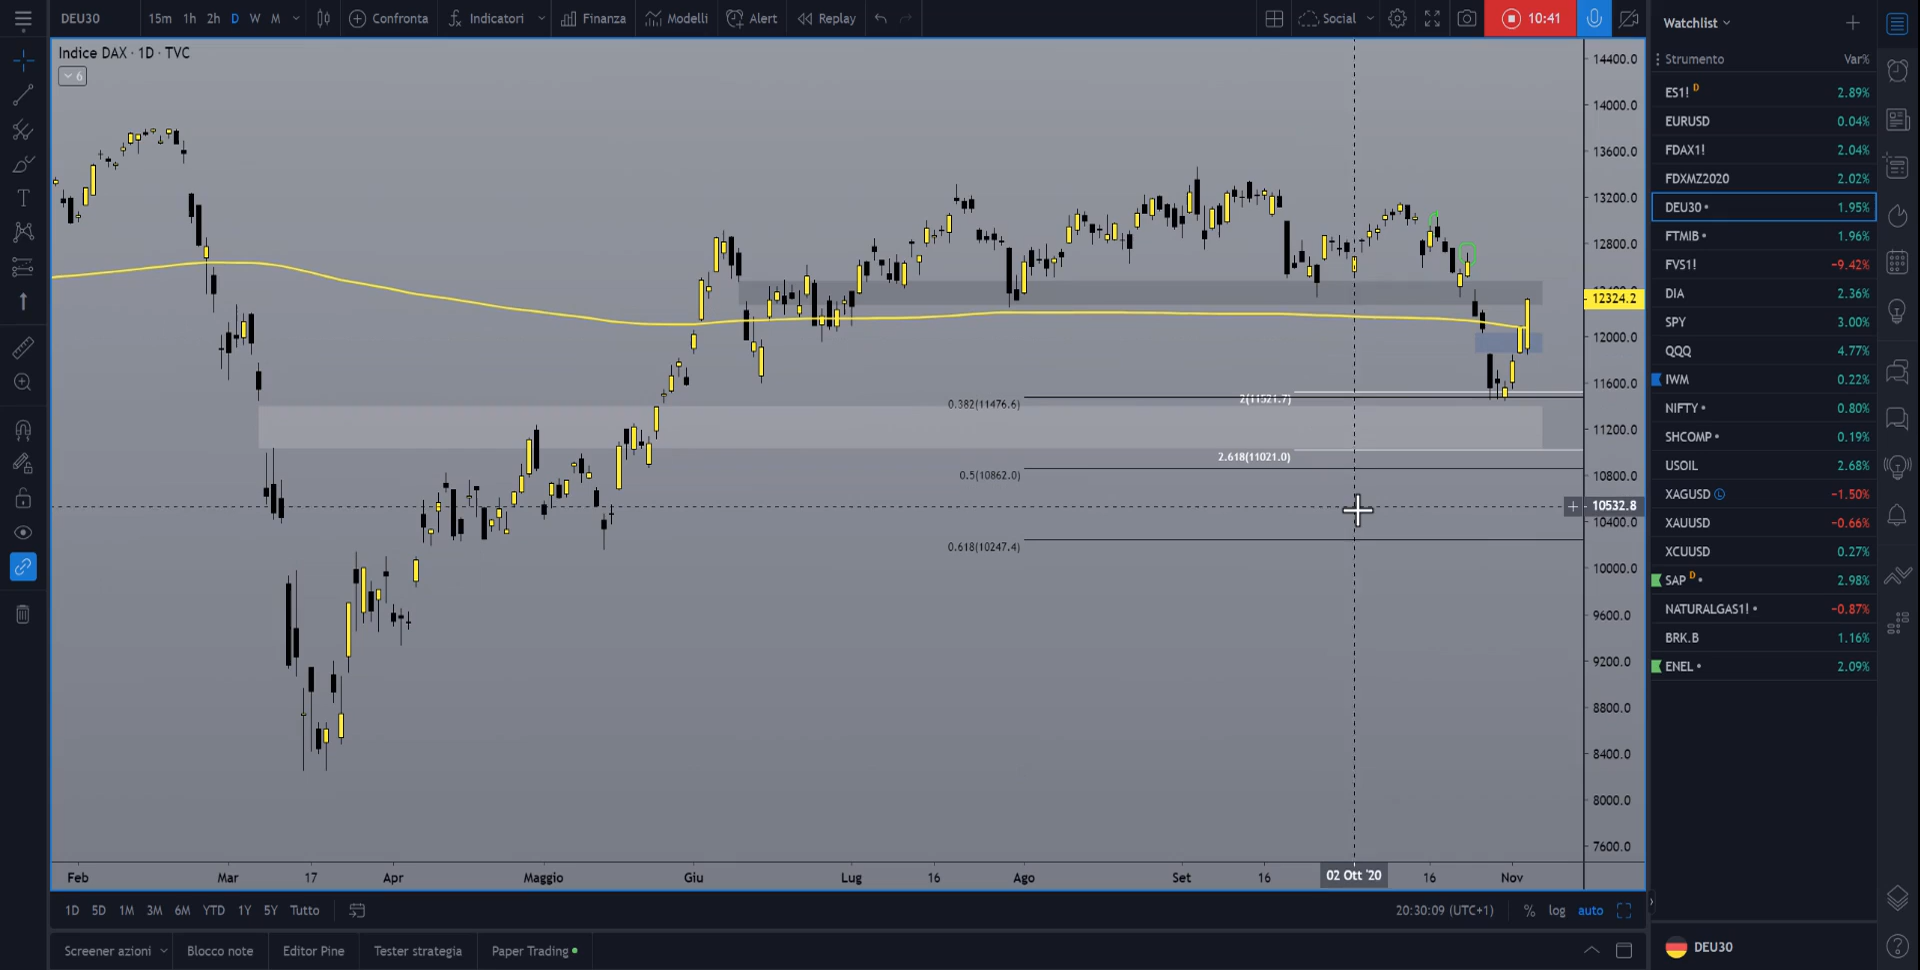 DEU30
15m 1h 2h D W M
Confronta
Indicatori
Finanza
Modelli
Alert
Replay
Social
10:41
Indice DAX · 1D · TVC
6
14400.0
14000.0
13600.0
13200.0
12800.0
12324.2
12000.0
11600.0
11200.0
10800.0
10532.8
10400.0
10000.0
9600.0
9200.0
8800.0
8400.0
8000.0
7600.0
0.382(11476.6)
2(11521.7)
2.618(11021.0)
0.5(10862.0)
0.618(10247.4)
Feb Mar 17 Apr Maggio Giu Lug 16 Ago Set 16 02 Ott '20 16 Nov
1D 5D 1M 3M 6M YTD 1Y 5Y Tutto
20:30:09 (UTC+1) % log auto
Screener azioni Blocco note Editor Pine Tester strategia Paper Trading
Watchlist
Strumento Var%
ES1! D 2.89%
EURUSD 0.04%
FDAX1! 2.04%
FDXMZ2020 2.02%
DEU30 1.95%
FTMIB 1.96%
FVS1! −9.42%
DIA 2.36%
SPY 3.00%
QQQ 4.77%
IWM 0.22%
NIFTY 0.80%
SHCOMP 0.19%
USOIL 2.68%
XAGUSD L −1.50%
XAUUSD −0.66%
XCUUSD 0.27%
SAP D 2.98%
NATURALGAS1! −0.87%
BRK.B 1.16%
ENEL 2.09%
DEU30